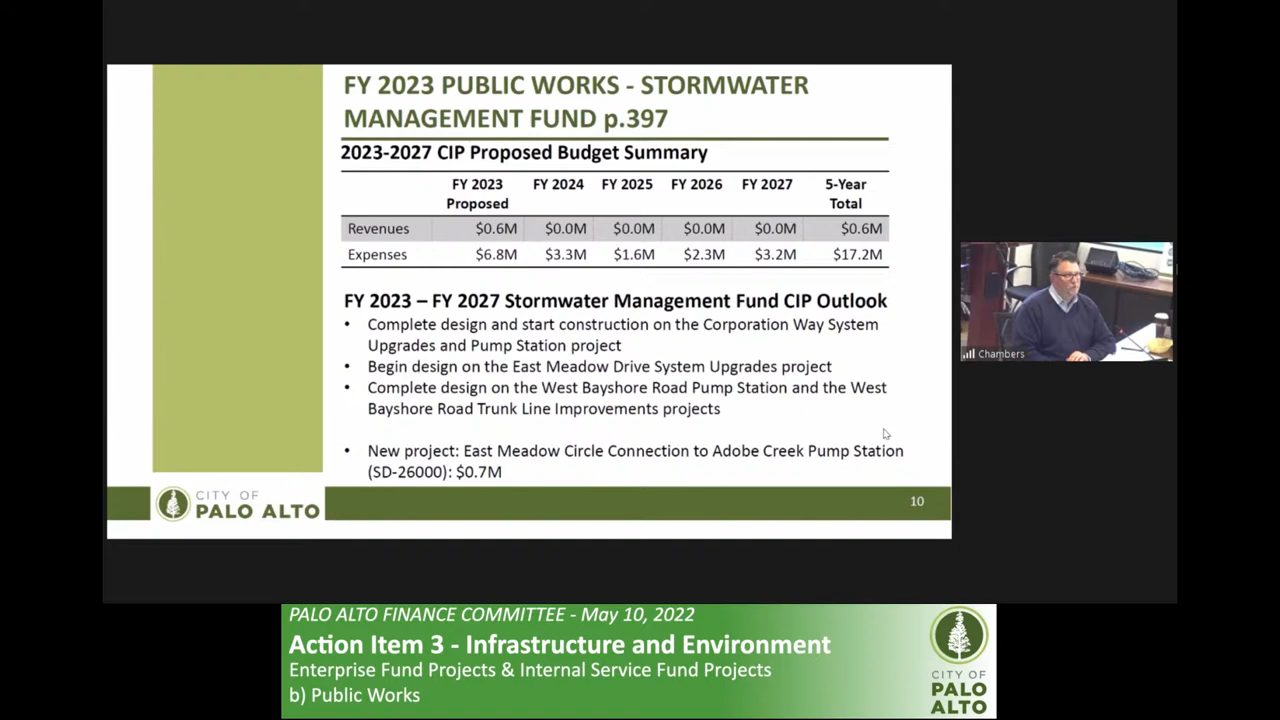 FY 2023 PUBLIC WORKS - STORMWATER
MANAGEMENT FUND p.397
2023-2027 CIP Proposed Budget Summary
FY 2023 Proposed FY 2024 FY 2025 FY 2026 FY 2027 5-Year Total
Revenues $0.6M $0.0M $0.0M $0.0M $0.0M $0.6M
Expenses $6.8M $3.3M $1.6M $2.3M $3.2M $17.2M
FY 2023 – FY 2027 Stormwater Management Fund CIP Outlook
• Complete design and start construction on the Corporation Way System
Upgrades and Pump Station project
• Begin design on the East Meadow Drive System Upgrades project
• Complete design on the West Bayshore Road Pump Station and the West
Bayshore Road Trunk Line Improvements projects
• New project: East Meadow Circle Connection to Adobe Creek Pump Station
(SD-26000): $0.7M
CITY OF
PALO ALTO
10
Chambers
PALO ALTO FINANCE COMMITTEE - May 10, 2022
Action Item 3 - Infrastructure and Environment
Enterprise Fund Projects & Internal Service Fund Projects
b) Public Works
CITY OF
PALO
ALTO